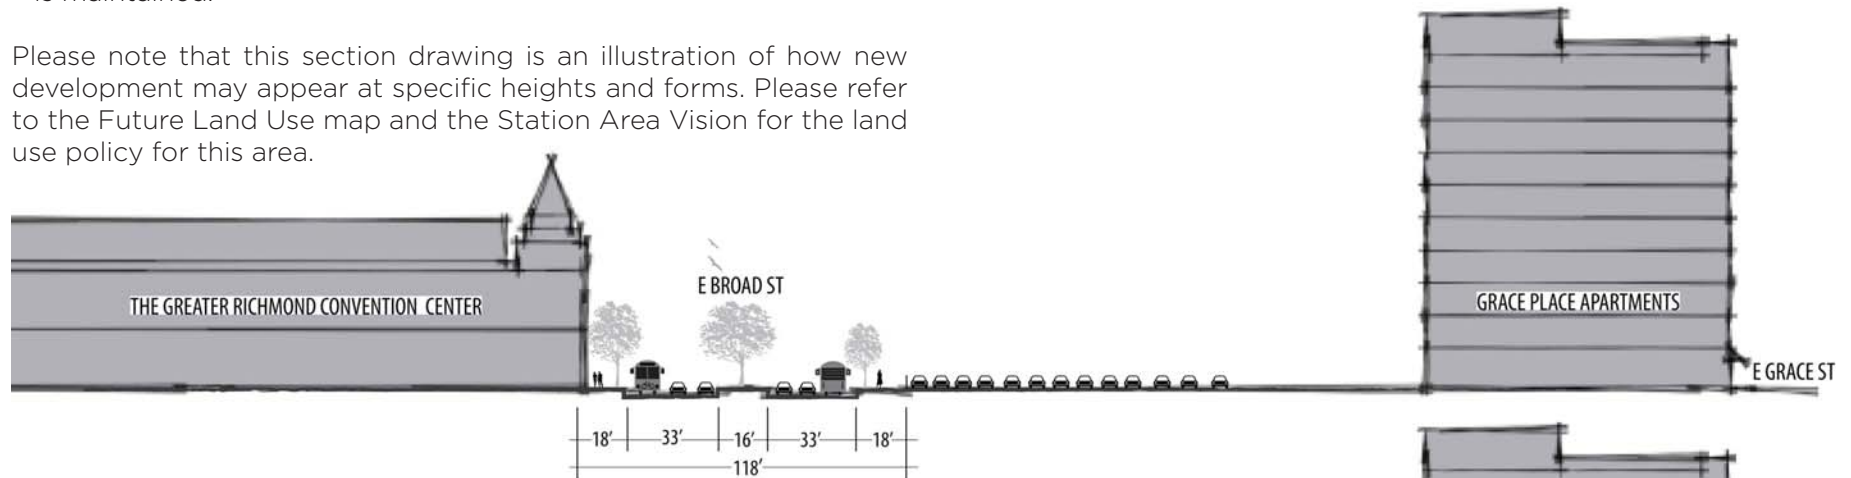 is maintained.
Please note that this section drawing is an illustration of how new
development may appear at specific heights and forms. Please refer
to the Future Land Use map and the Station Area Vision for the land
use policy for this area.
E BROAD ST
THE GREATER RICHMOND CONVENTION CENTER
GRACE PLACE APARTMENTS
E GRACE ST
18' 33' 16' 33' 18'
118'